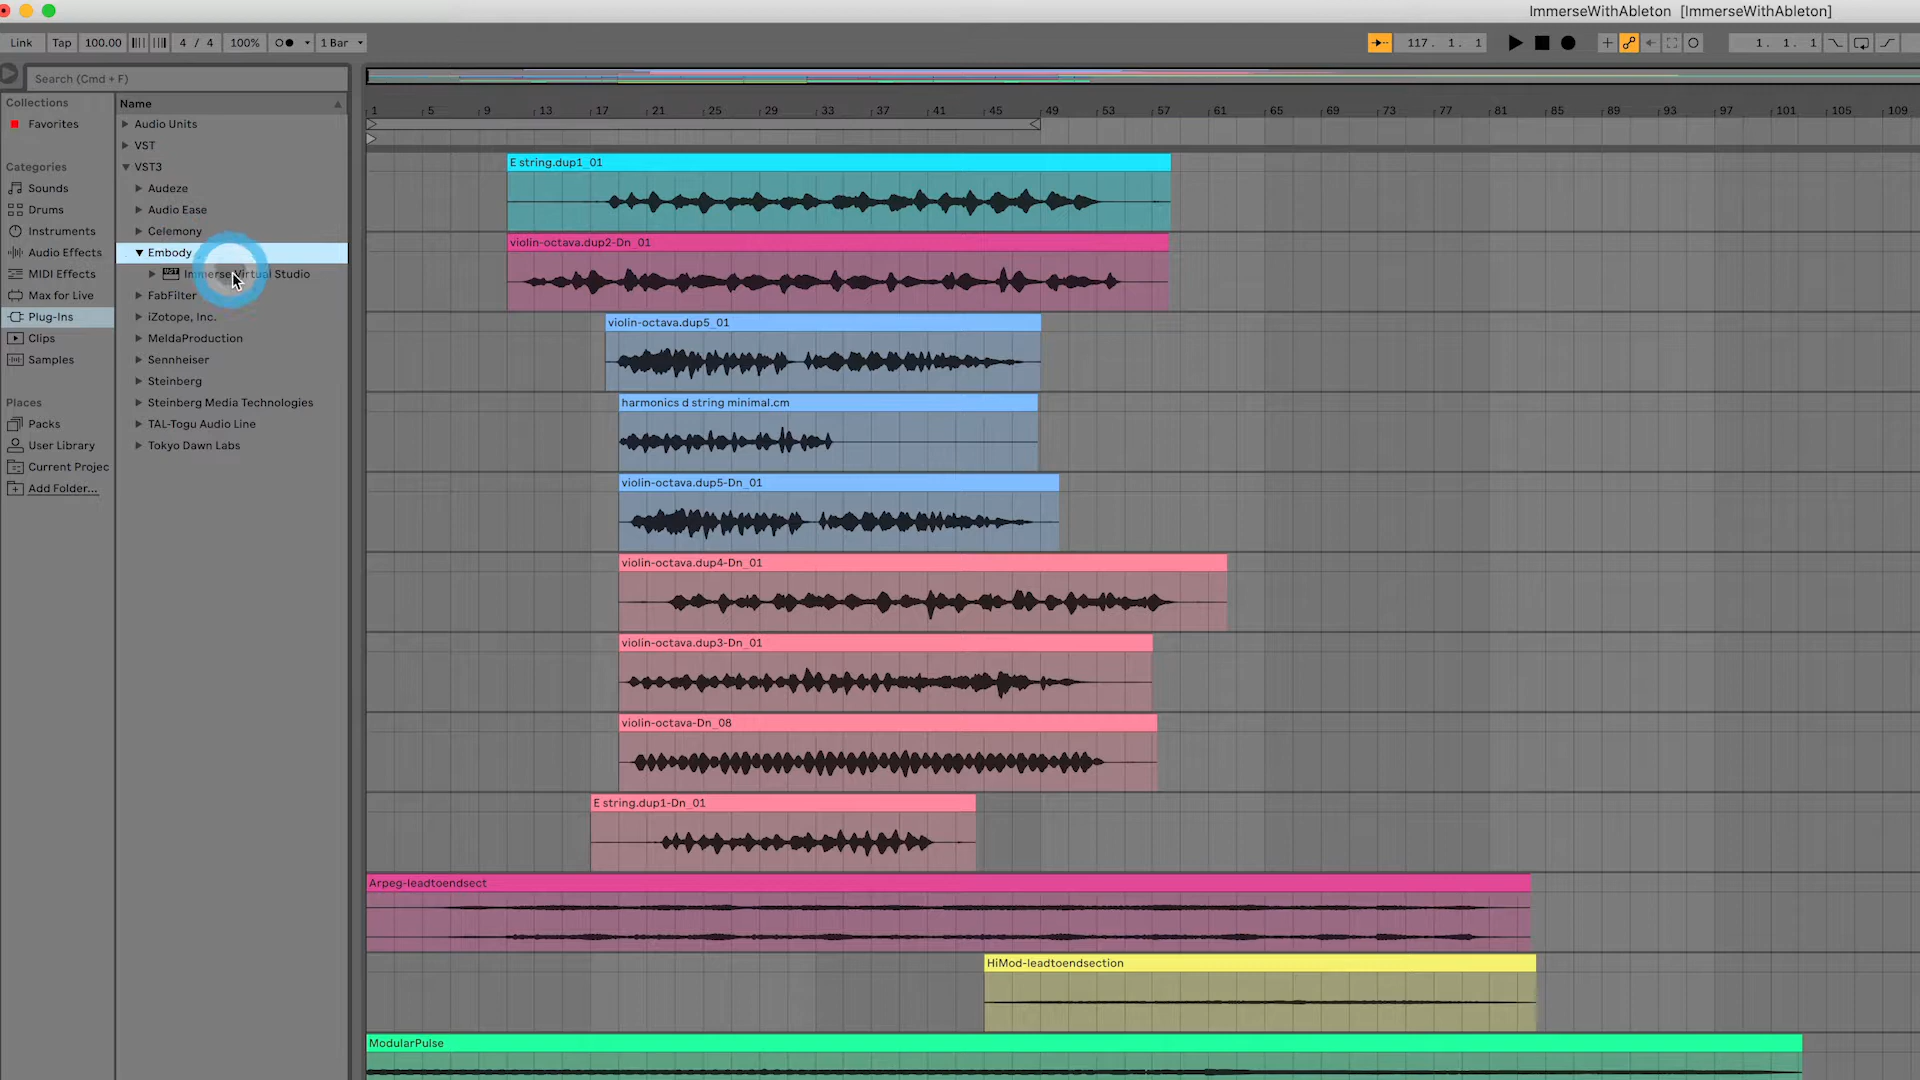 ImmerseWithAbleton [ImmerseWithAbleton]
Link Tap 100.00 4 / 4 100% 1 Bar 117. 1. 1 1. 1. 1
Search (Cmd + F)
Collections
Favorites
Categories
Sounds
Drums
Instruments
Audio Effects
MIDI Effects
Max for Live
Plug-Ins
Clips
Samples
Places
Packs
User Library
Current Projec
Add Folder...
Name
Audio Units
VST
VST3
Audeze
Audio Ease
Celemony
Embody
VST Immerse Virtual Studio
FabFilter
iZotope, Inc.
MeldaProduction
Sennheiser
Steinberg
Steinberg Media Technologies
TAL-Togu Audio Line
Tokyo Dawn Labs
1 5 9 13 17 21 25 29 33 37 41 45 49 53 57 61 65 69 73 77 81 85 89 93 97 101 105 109
E string.dup1_01
violin-octava.dup2-Dn_01
violin-octava.dup5_01
harmonics d string minimal.cm
violin-octava.dup5-Dn_01
violin-octava.dup4-Dn_01
violin-octava.dup3-Dn_01
violin-octava-Dn_08
E string.dup1-Dn_01
Arpeg-leadtoendsect
HiMod-leadtoendsection
ModularPulse